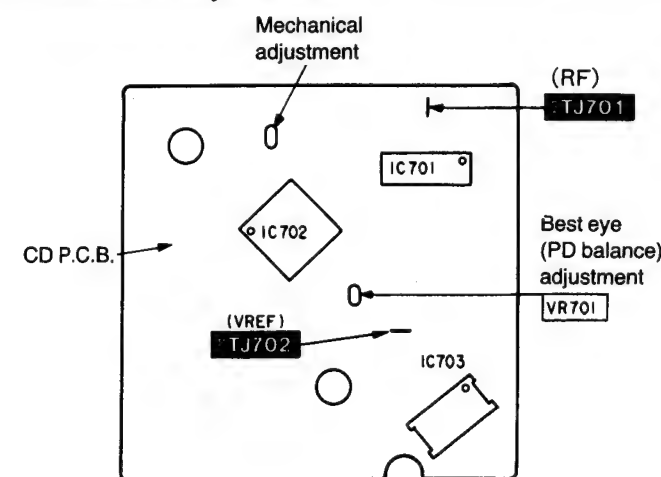 Mechanical
adjustment
(RF)
TJ701
IC701
IC702
CD P.C.B.
Best eye
(PD balance)
adjustment
VR701
(VREF)
TJ702
IC703